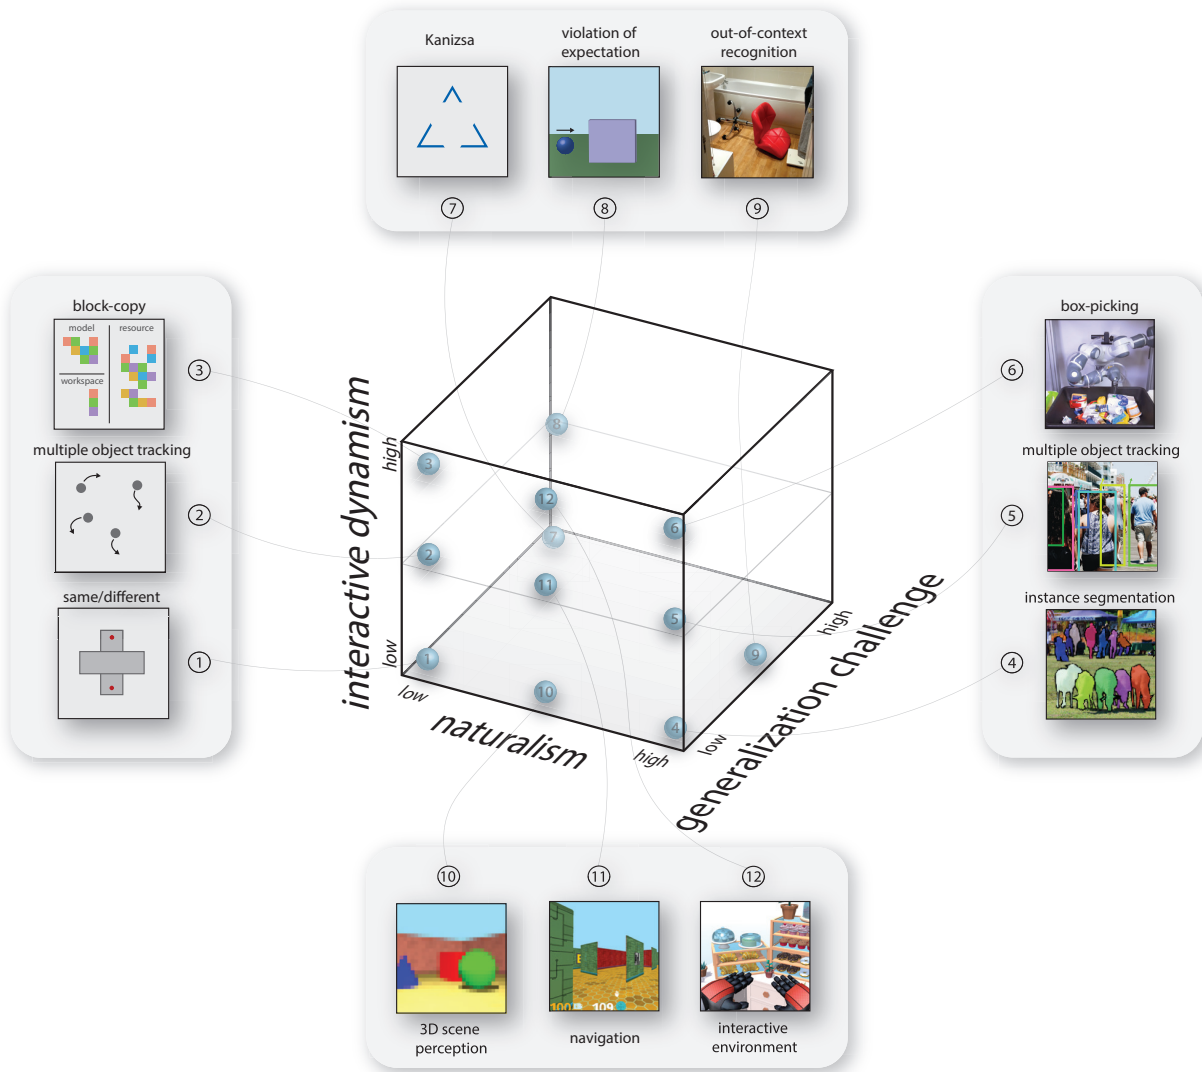 Kanizsa
violation of
expectation
out-of-context
recognition
7
8
9
block-copy
model
resource
workspace
3
multiple object tracking
2
same/different
1
box-picking
6
multiple object tracking
5
instance segmentation
4
interactive dynamism
high
low
low
naturalism
high
low
generalization challenge
high
8
3
12
6
7
2
11
5
1
9
10
4
10
11
12
100
109
3D scene
perception
navigation
interactive
environment